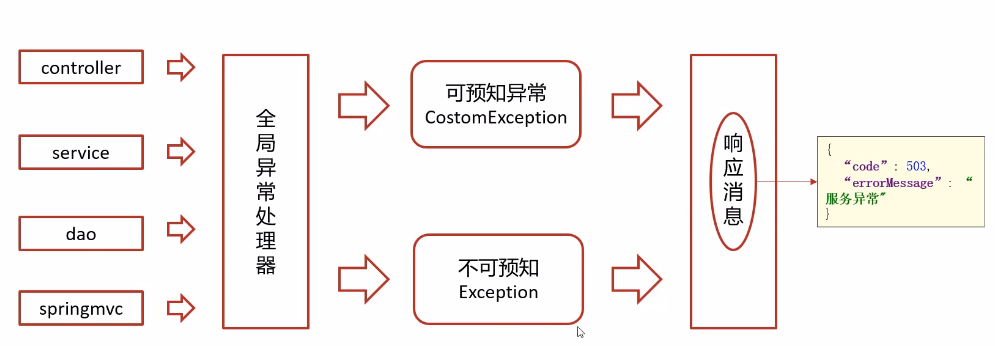 controller
service
dao
springmvc
全局异常处理器
可预知异常
CostomException
不可预知
Exception
响应消息
{
“code”: 503,
“errorMessage”: “
服务异常"
}